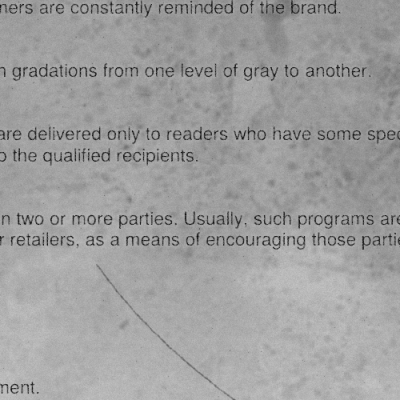 ners are constantly reminded of the brand.
gradations from one level of gray to another.
are delivered only to readers who have some spec
the qualified recipients.
n two or more parties. Usually, such programs are
r retailers, as a means of encouraging those partie
ment.